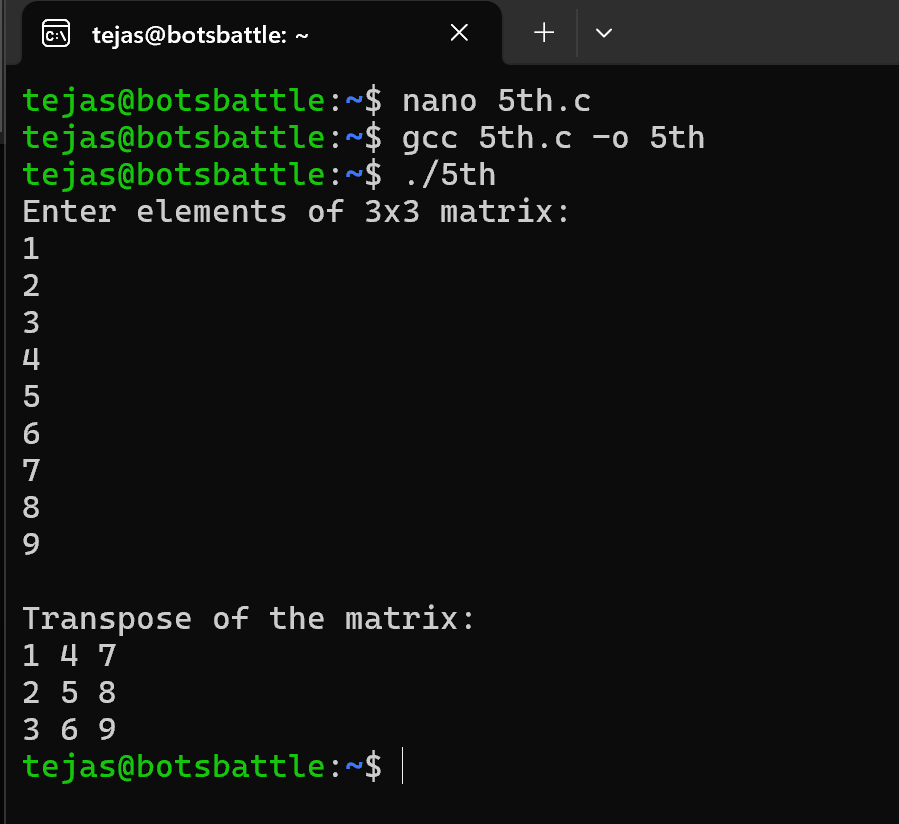 tejas@botsbattle: ~
tejas@botsbattle:~$ nano 5th.c
tejas@botsbattle:~$ gcc 5th.c -o 5th
tejas@botsbattle:~$ ./5th
Enter elements of 3x3 matrix:
1
2
3
4
5
6
7
8
9
Transpose of the matrix:
1 4 7
2 5 8
3 6 9
tejas@botsbattle:~$